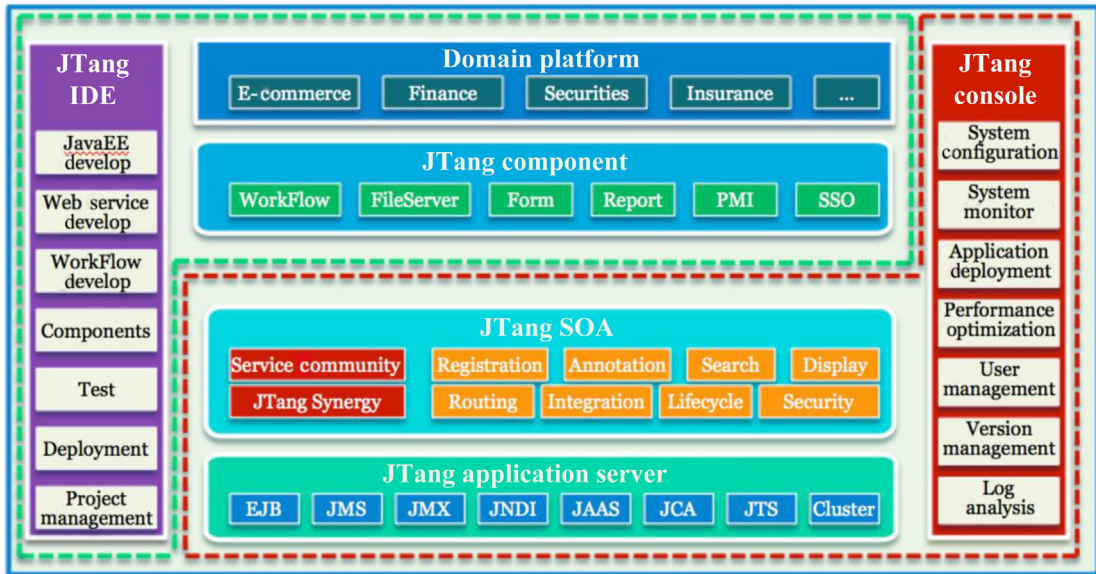 JTang
IDE
JavaEE
develop
Web service
develop
WorkFlow
develop
Components
Test
Deployment
Project
management
Domain platform
E-commerce
Finance
Securities
Insurance
...
JTang component
WorkFlow
FileServer
Form
Report
PMI
SSO
JTang SOA
Service community
Registration
Annotation
Search
Display
JTang Synergy
Routing
Integration
Lifecycle
Security
JTang application server
EJB
JMS
JMX
JNDI
JAAS
JCA
JTS
Cluster
JTang
console
System
configuration
System
monitor
Application
deployment
Performance
optimization
User
management
Version
management
Log
analysis